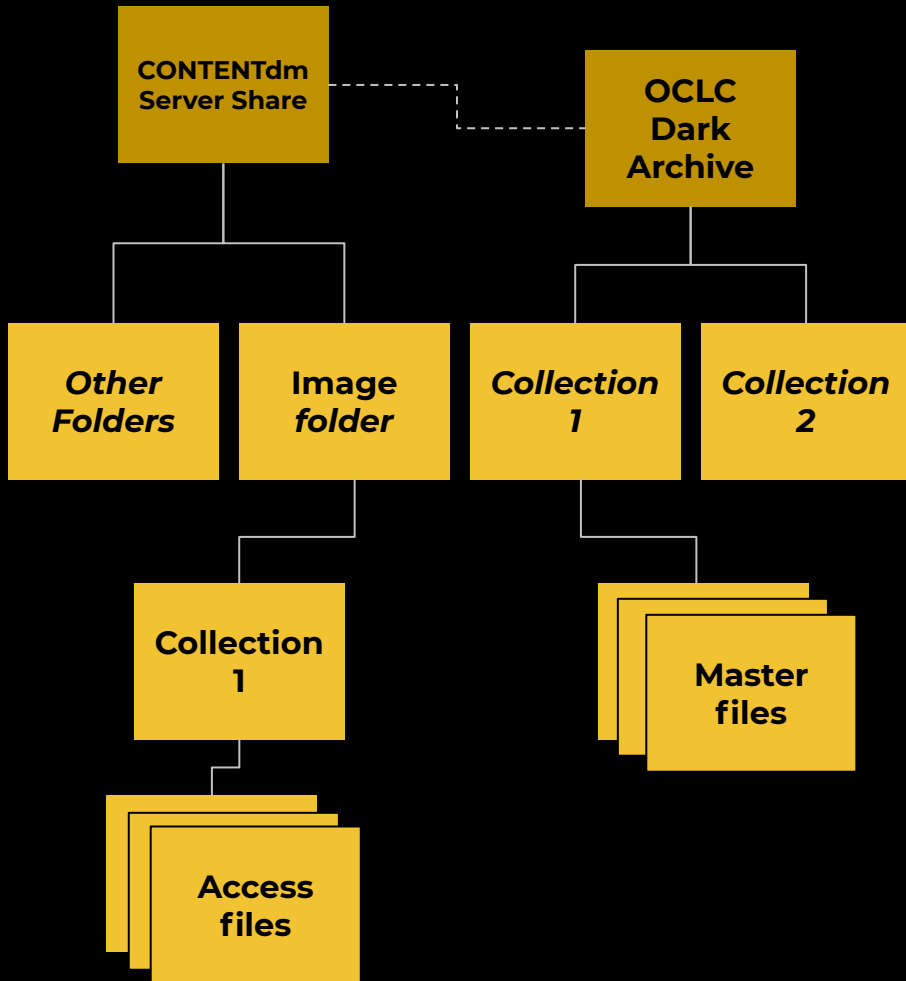 CONTENTdm
Server Share
OCLC
Dark
Archive
Other
Folders
Image
folder
Collection
1
Collection
2
Collection
1
Master
files
Access
files